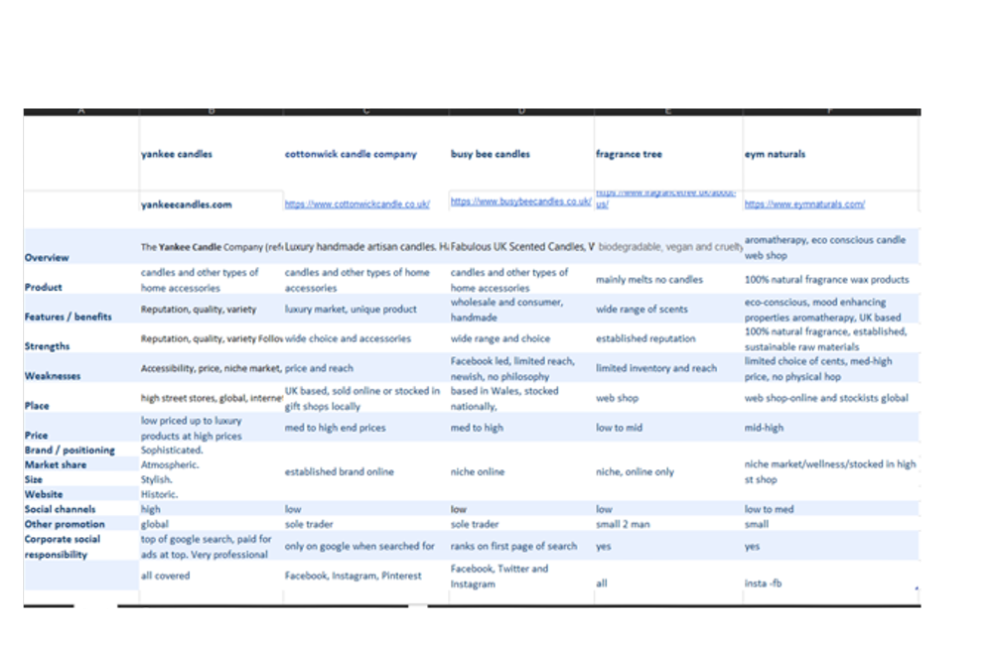 A B C D E F
yankee candles cottonwick candle company busy bee candles fragrance tree eym naturals
yankeecandles.com https://www.cottonwickcandle.co.uk/ https://www.busybeecandles.co.uk/ https://www.fragrancetree.uk/about-
us/ https://www.eymnaturals.com/
Overview The Yankee Candle Company (refe Luxury handmade artisan candles. Ha Fabulous UK Scented Candles, W biodegradable, vegan and cruelty aromatherapy, eco conscious candle
web shop
Product candles and other types of
home accessories candles and other types of home
accessories candles and other types of
home accessories mainly melts no candles 100% natural fragrance wax products
Features / benefits Reputation, quality, variety luxury market, unique product wholesale and consumer,
handmade wide range of scents eco-conscious, mood enhancing
properties aromatherapy, UK based
Strengths Reputation, quality, variety Follow wide choice and accessories wide range and choice established reputation 100% natural fragrance, established,
sustainable raw materials
Weaknesses Accessibility, price, niche market, price and reach Facebook led, limited reach,
newish, no philosophy limited inventory and reach limited choice of cents, med-high
price, no physical hop
Place high street stores, global, internet UK based, sold online or stocked in
gift shops locally based in Wales, stocked
nationally, web shop web shop-online and stockists global
Price low priced up to luxury
products at high prices med to high end prices med to high low to mid mid-high
Brand / positioning Sophisticated.
Market share Atmospheric.
Size Stylish.
Website Historic.
established brand online niche online niche, online only niche market/wellness/stocked in high
st shop
Social channels high low low low low to med
Other promotion global sole trader sole trader small 2 man small
Corporate social
responsibility top of google search, paid for
ads at top. Very professional only on google when searched for ranks on first page of search yes yes
all covered Facebook, Instagram, Pinterest Facebook, Twitter and
Instagram all insta -fb